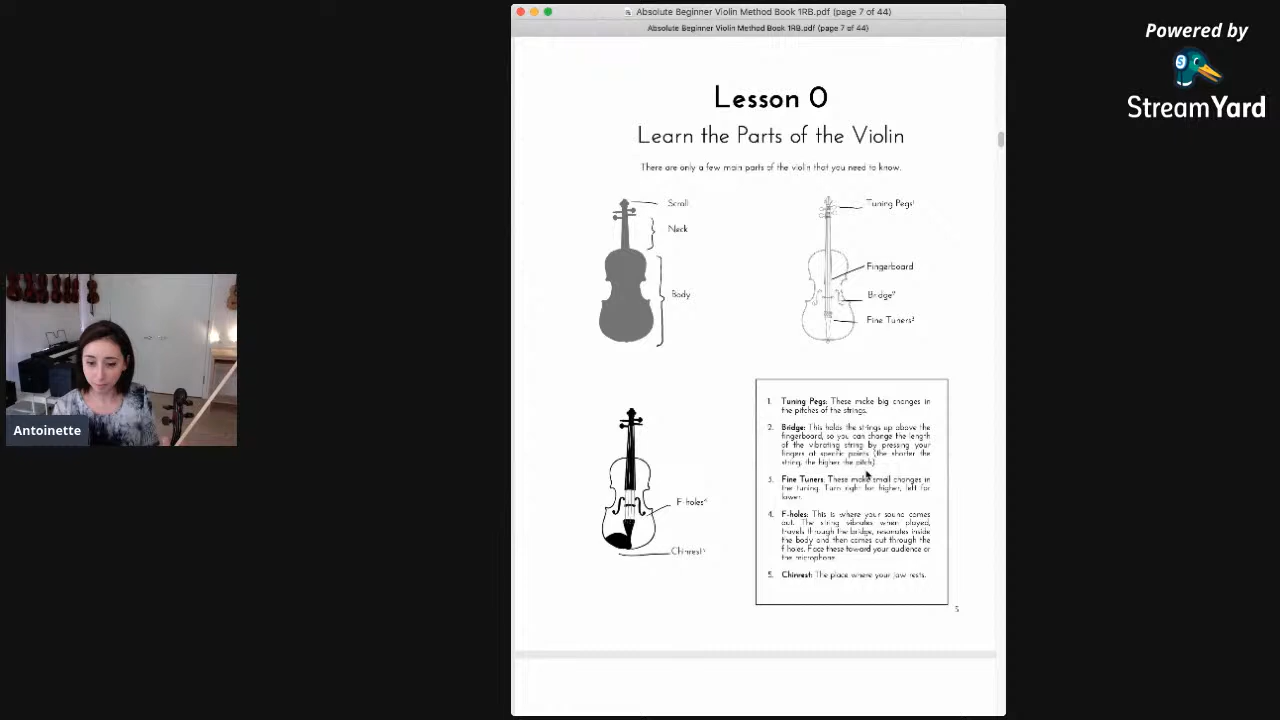 Absolute Beginner Violin Method Book 1RB.pdf (page 7 of 44)
Absolute Beginner Violin Method Book 1RB.pdf (page 7 of 44)
Powered by
StreamYard
Lesson 0
Learn the Parts of the Violin
There are only a few main parts of the violin that you need to know.
Scroll
Neck
Body
Tuning Pegs¹
Fingerboard
Bridge²
Fine Tuners³
F-holes⁴
Chinrest⁵
1. Tuning Pegs: These make big changes in
the pitches of the strings.
2. Bridge: This holds the strings up above the
fingerboard, so you can change the length
of the vibrating string by pressing your
fingers at specific points (the shorter the
string, the higher the pitch).
3. Fine Tuners: These make small changes in
the tuning. Turn right for higher, left for
lower.
4. F-holes: This is where your sound comes
out. The string vibrates when played,
travels through the bridge, resonates inside
the body and then comes out through the
f holes. Face these toward your audience or
the microphone.
5. Chinrest: The place where your jaw rests.
5
Antoinette